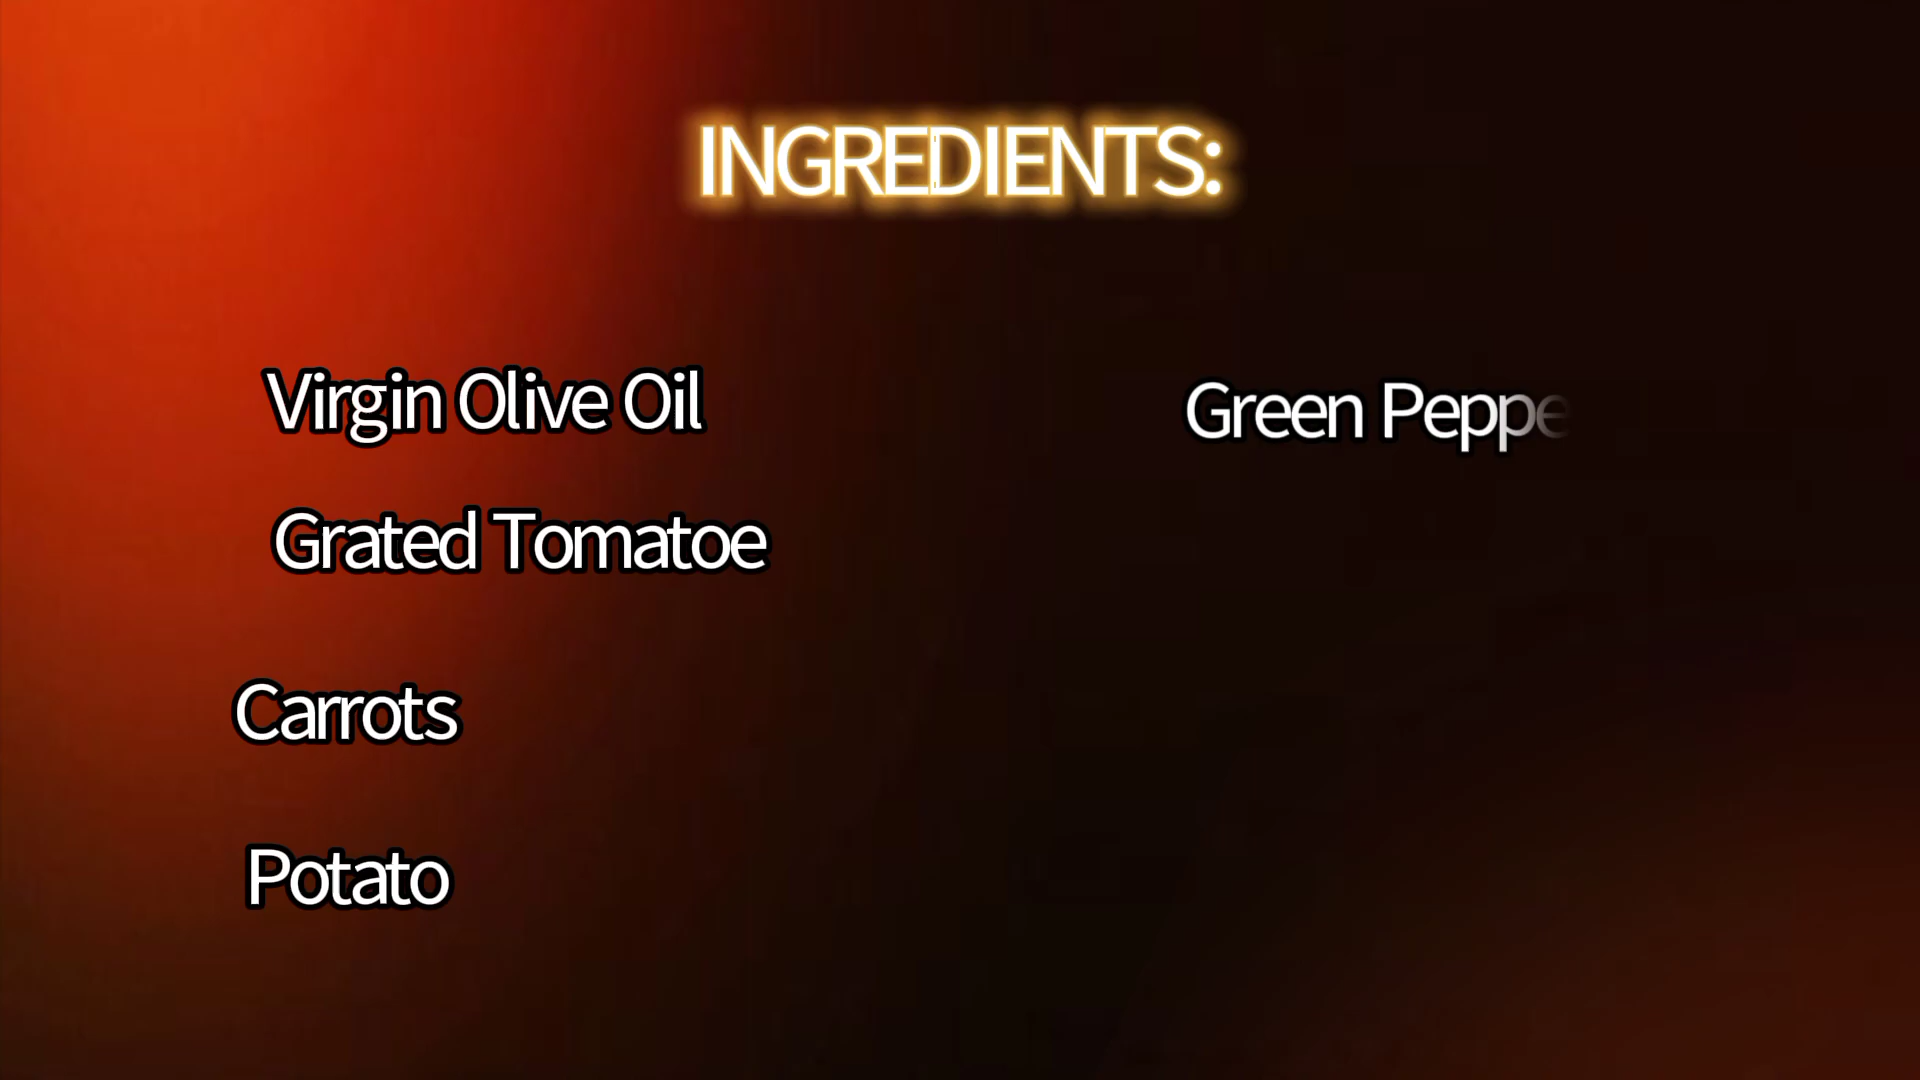 INGREDIENTS:
Virgin Olive Oil
Grated Tomatoe
Carrots
Potato
Green Peppe